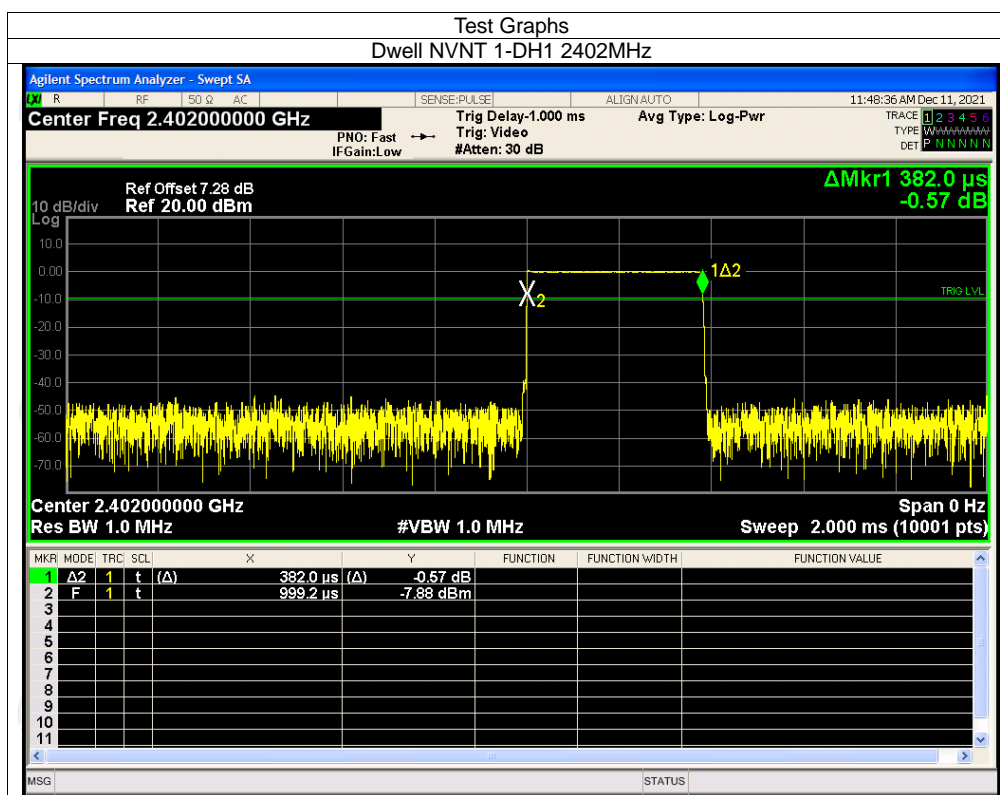 Test Graphs
Dwell NVNT 1-DH1 2402MHz
Agilent Spectrum Analyzer - Swept SA
LXI R RF 50 Ω AC SENSE:PULSE ALIGN AUTO 11:48:36 AM Dec 11, 2021
Center Freq 2.402000000 GHz Trig Delay-1.000 ms Avg Type: Log-Pwr TRACE 1 2 3 4 5 6
PNO: Fast Trig: Video TYPE W
IFGain:Low #Atten: 30 dB DET P N N N N N
ΔMkr1 382.0 µs
-0.57 dB
Ref Offset 7.28 dB
10 dB/div Ref 20.00 dBm
Log
10.0
0.00
1Δ2
-10.0
X2
TRIG LVL
-20.0
-30.0
-40.0
-50.0
-60.0
-70.0
Center 2.402000000 GHz Span 0 Hz
Res BW 1.0 MHz #VBW 1.0 MHz Sweep 2.000 ms (10001 pts)
MKR MODE TRC SCL X Y FUNCTION FUNCTION WIDTH FUNCTION VALUE
1 Δ2 1 t (Δ) 382.0 µs (Δ) -0.57 dB
2 F 1 t 999.2 µs -7.88 dBm
3
4
5
6
7
8
9
10
11
MSG STATUS